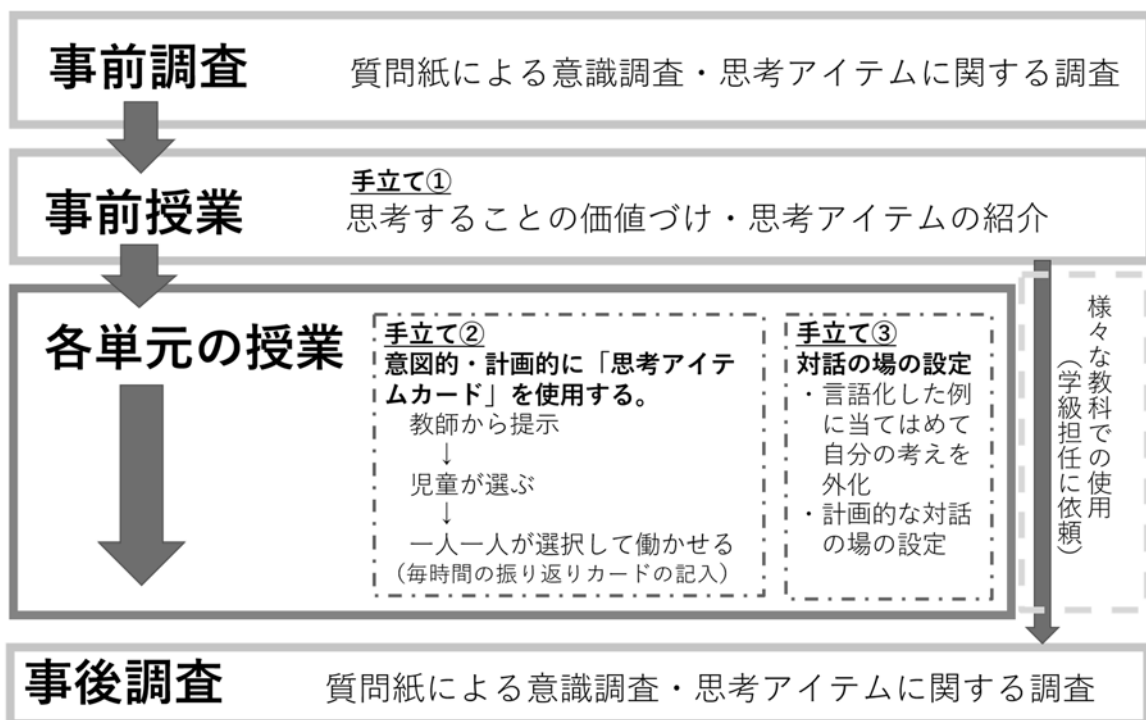 事前調査
質問紙による意識調査・思考アイテムに関する調査
事前授業
手立て①
思考することの価値づけ・思考アイテムの紹介
各単元の授業
手立て②
意図的・計画的に「思考アイテ
ムカード」を使用する。
教師から提示
↓
児童が選ぶ
↓
一人一人が選択して働かせる
（毎時間の振り返りカードの記入）
手立て③
対話の場の設定
・言語化した例
に当てはめて
自分の考えを
外化
・計画的な対話
の場の設定
様々な教科での使用
（学級担任に依頼）
事後調査
質問紙による意識調査・思考アイテムに関する調査